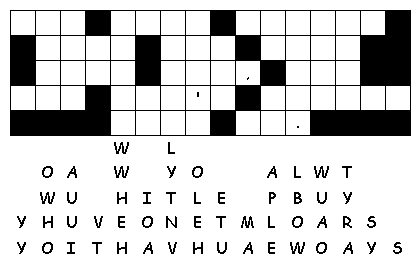 W L
O A W Y O A L W T
W U H I T L E P B U Y
Y H U V E O N E T M L O A R S
Y O I T H A V H U A E W O A Y S